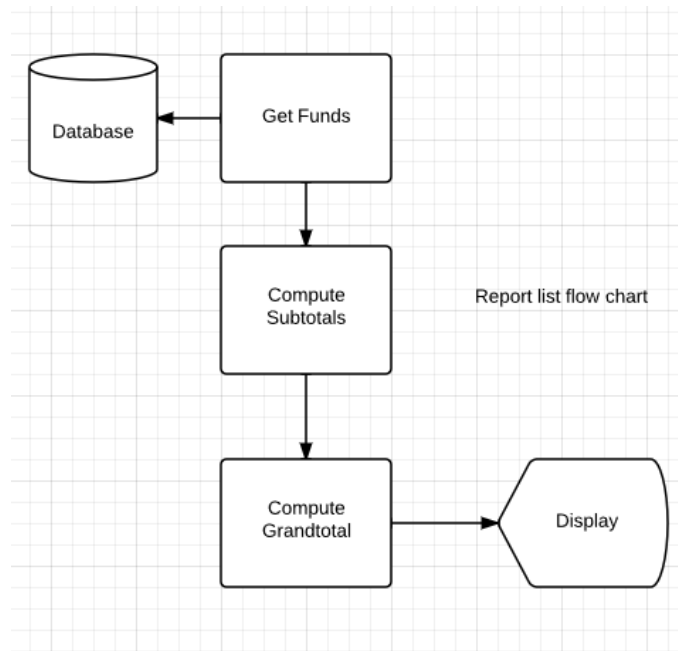 Database
Get Funds
Compute
Subtotals
Report list flow chart
Compute
Grandtotal
Display